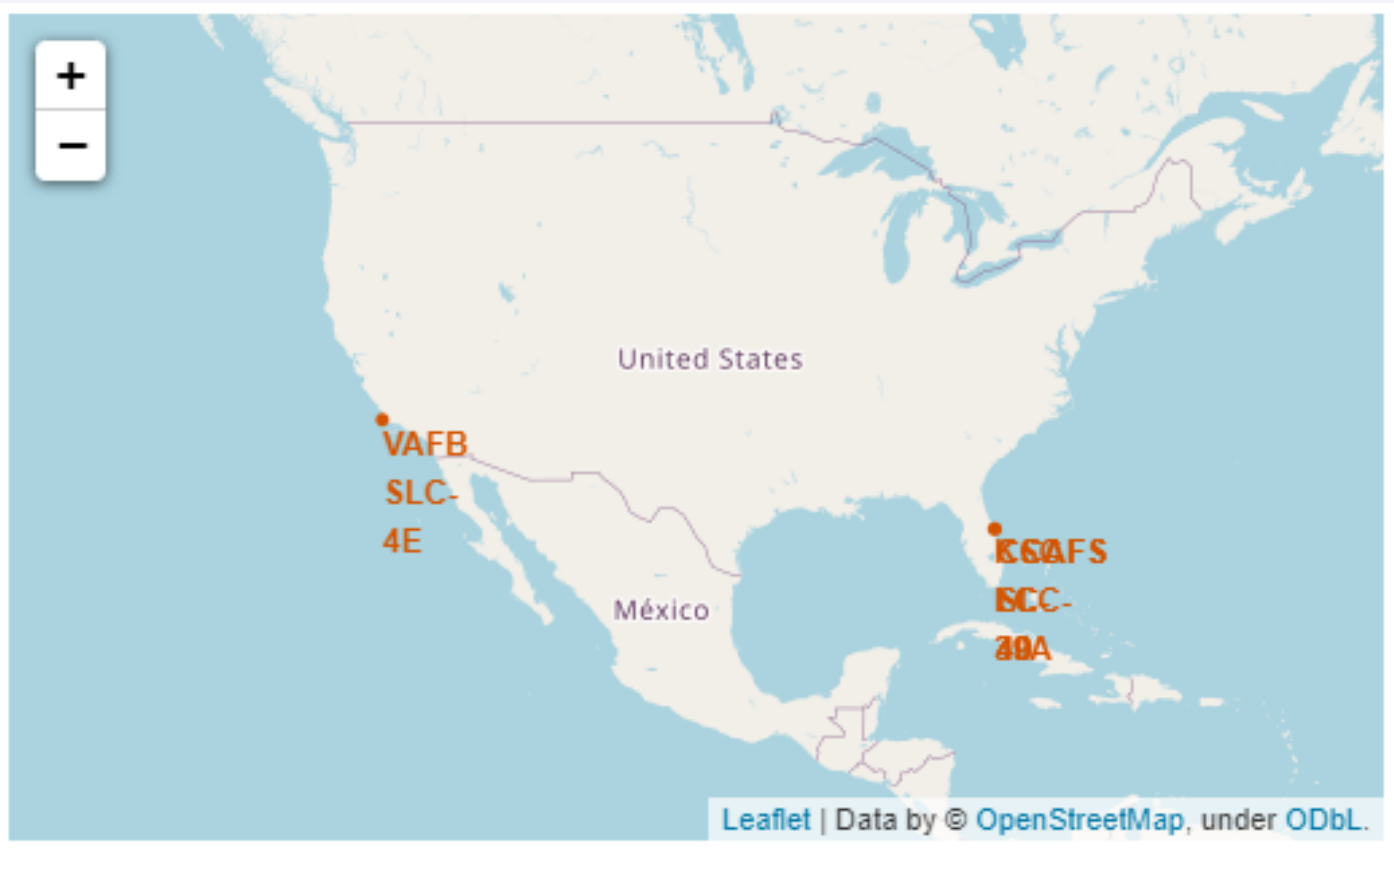 +
−
United States
VAFB
SLC-
4E
México
Leaflet | Data by © OpenStreetMap, under ODbL.